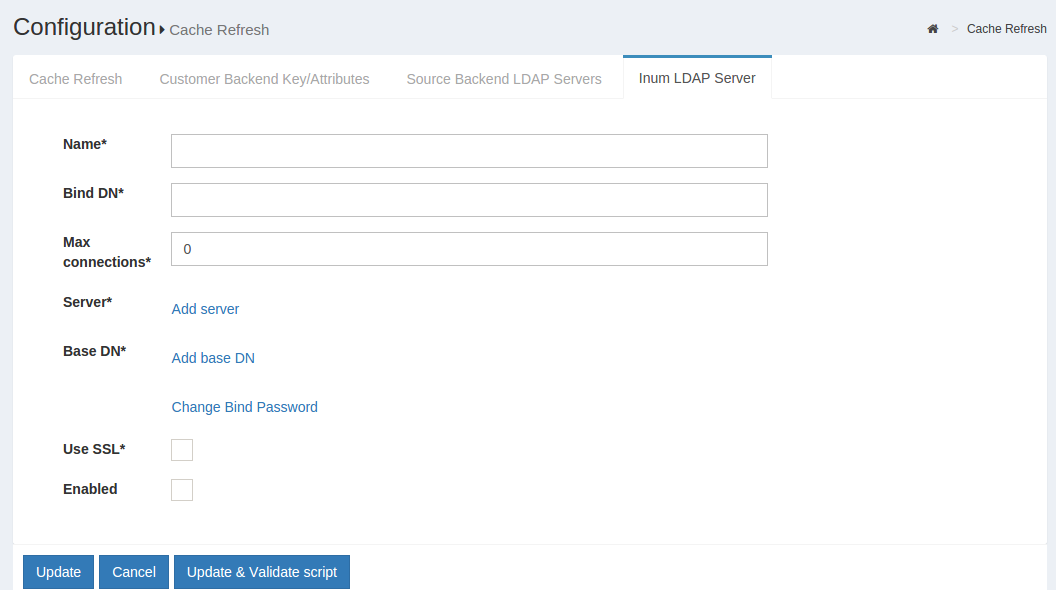 Configuration Cache Refresh
> Cache Refresh
Cache Refresh Customer Backend Key/Attributes Source Backend LDAP Servers Inum LDAP Server
Name*
Bind DN*
Max
connections*
0
Server*
Add server
Base DN*
Add base DN
Change Bind Password
Use SSL*
Enabled
Update Cancel Update & Validate script